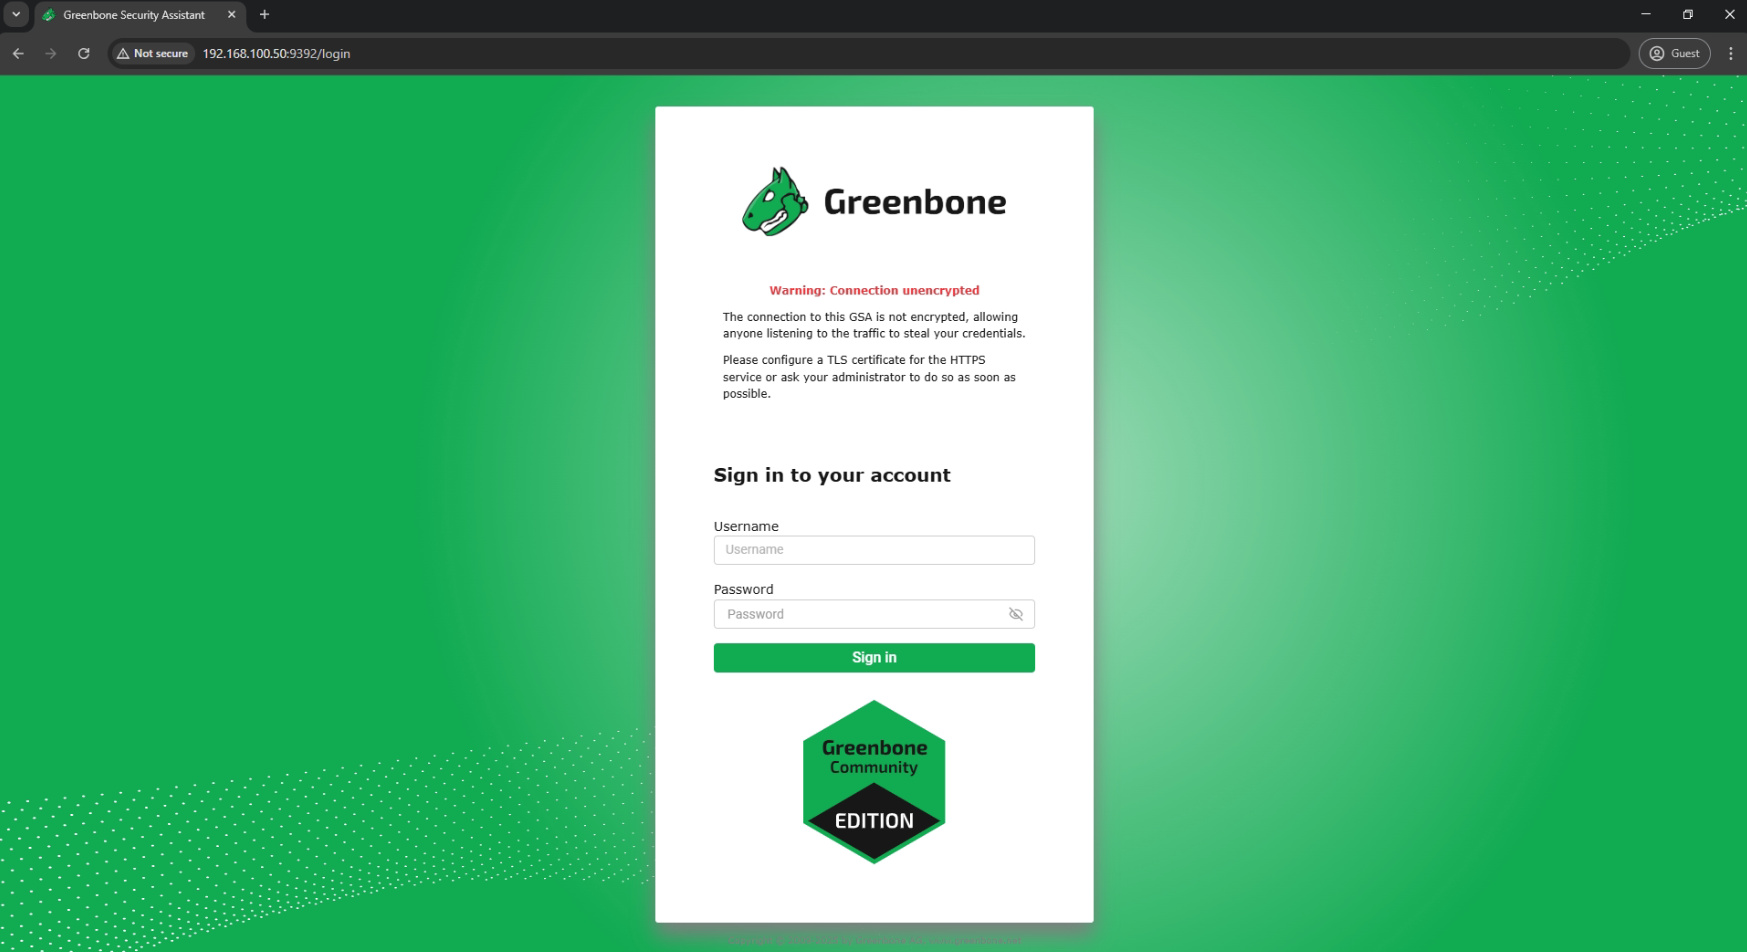 Greenbone Security Assistant
Not secure
192.168.100.50:9392/login
Guest
Greenbone
Warning: Connection unencrypted
The connection to this GSA is not encrypted, allowing
anyone listening to the traffic to steal your credentials.
Please configure a TLS certificate for the HTTPS
service or ask your administrator to do so as soon as
possible.
Sign in to your account
Username
Username
Password
Password
Sign in
Greenbone
Community
EDITION